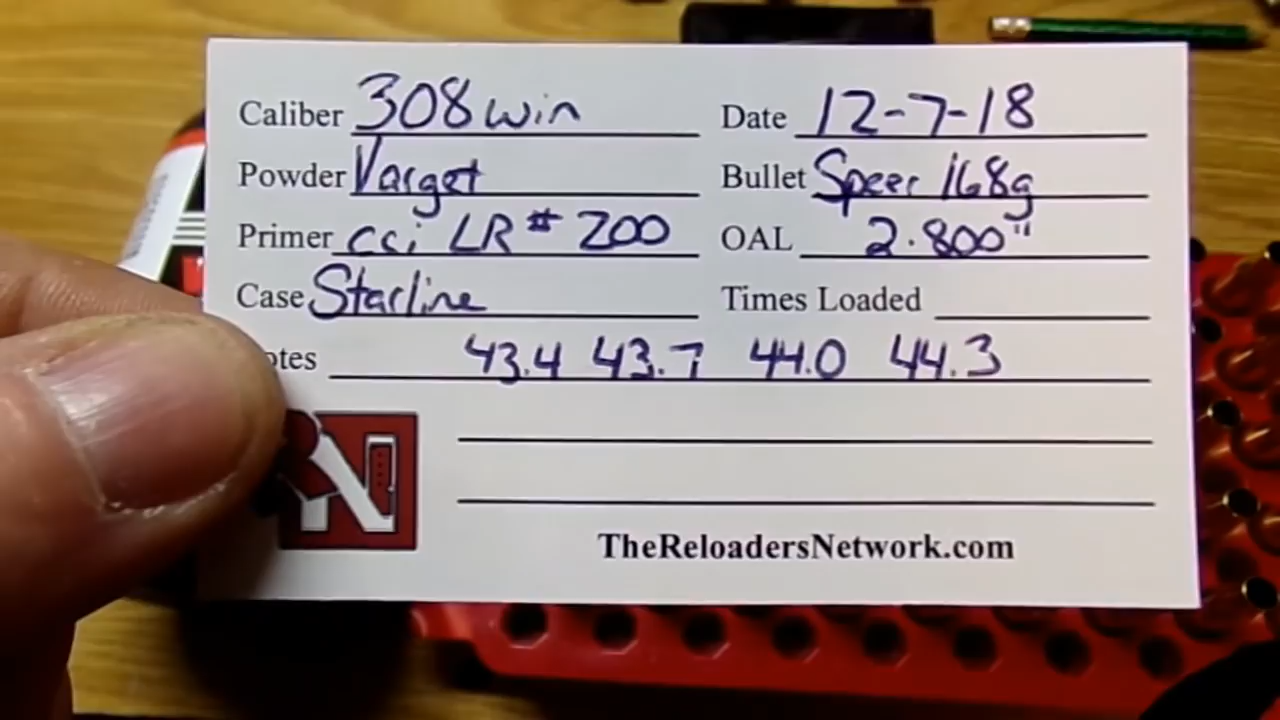 Caliber 308 win Date 12-7-18
Powder Varget Bullet Speer 168g
Primer cci LR # 200 OAL 2.800"
Case Starline Times Loaded
otes 43.4 43.7 44.0 44.3
RN
TheReloadersNetwork.com